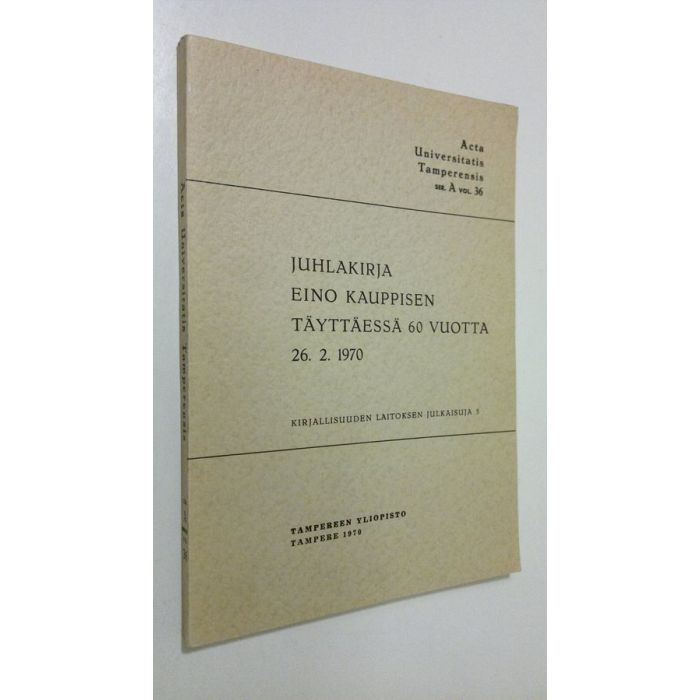 Acta
Universitatis
Tamperensis
SER. A VOL. 36
JUHLAKIRJA
EINO KAUPPISEN
TÄYTTÄESSÄ 60 VUOTTA
26. 2. 1970
KIRJALLISUUDEN LAITOKSEN JULKAISUJA 5
TAMPEREEN YLIOPISTO
TAMPERE 1970
Acta Universitatis Tamperensis